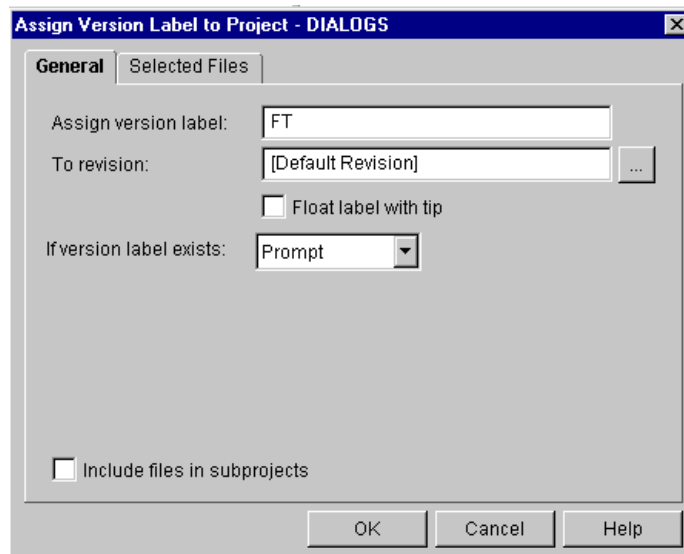 Assign Version Label to Project - DIALOGS
General Selected Files
Assign version label: FT
To revision: [Default Revision] ...
Float label with tip
If version label exists: Prompt
Include files in subprojects
OK Cancel Help